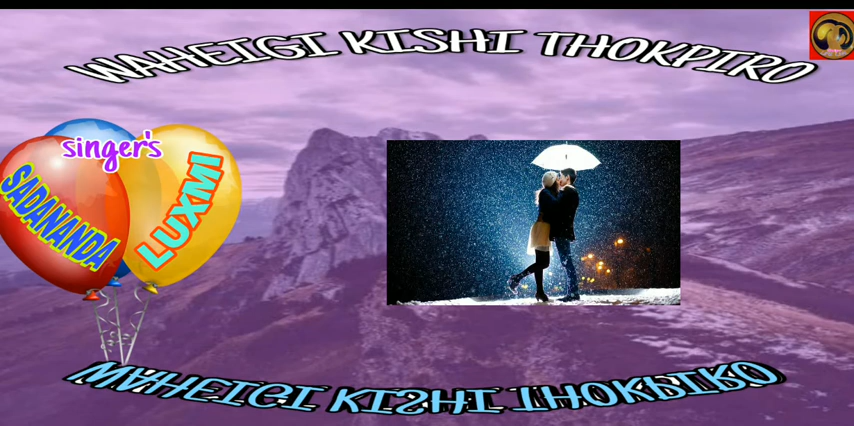 WAHEIGI KISHI THOKPIRO
singer's
SADANANDA
LUXMI
WAHEIGI KISHI THOKPIRO